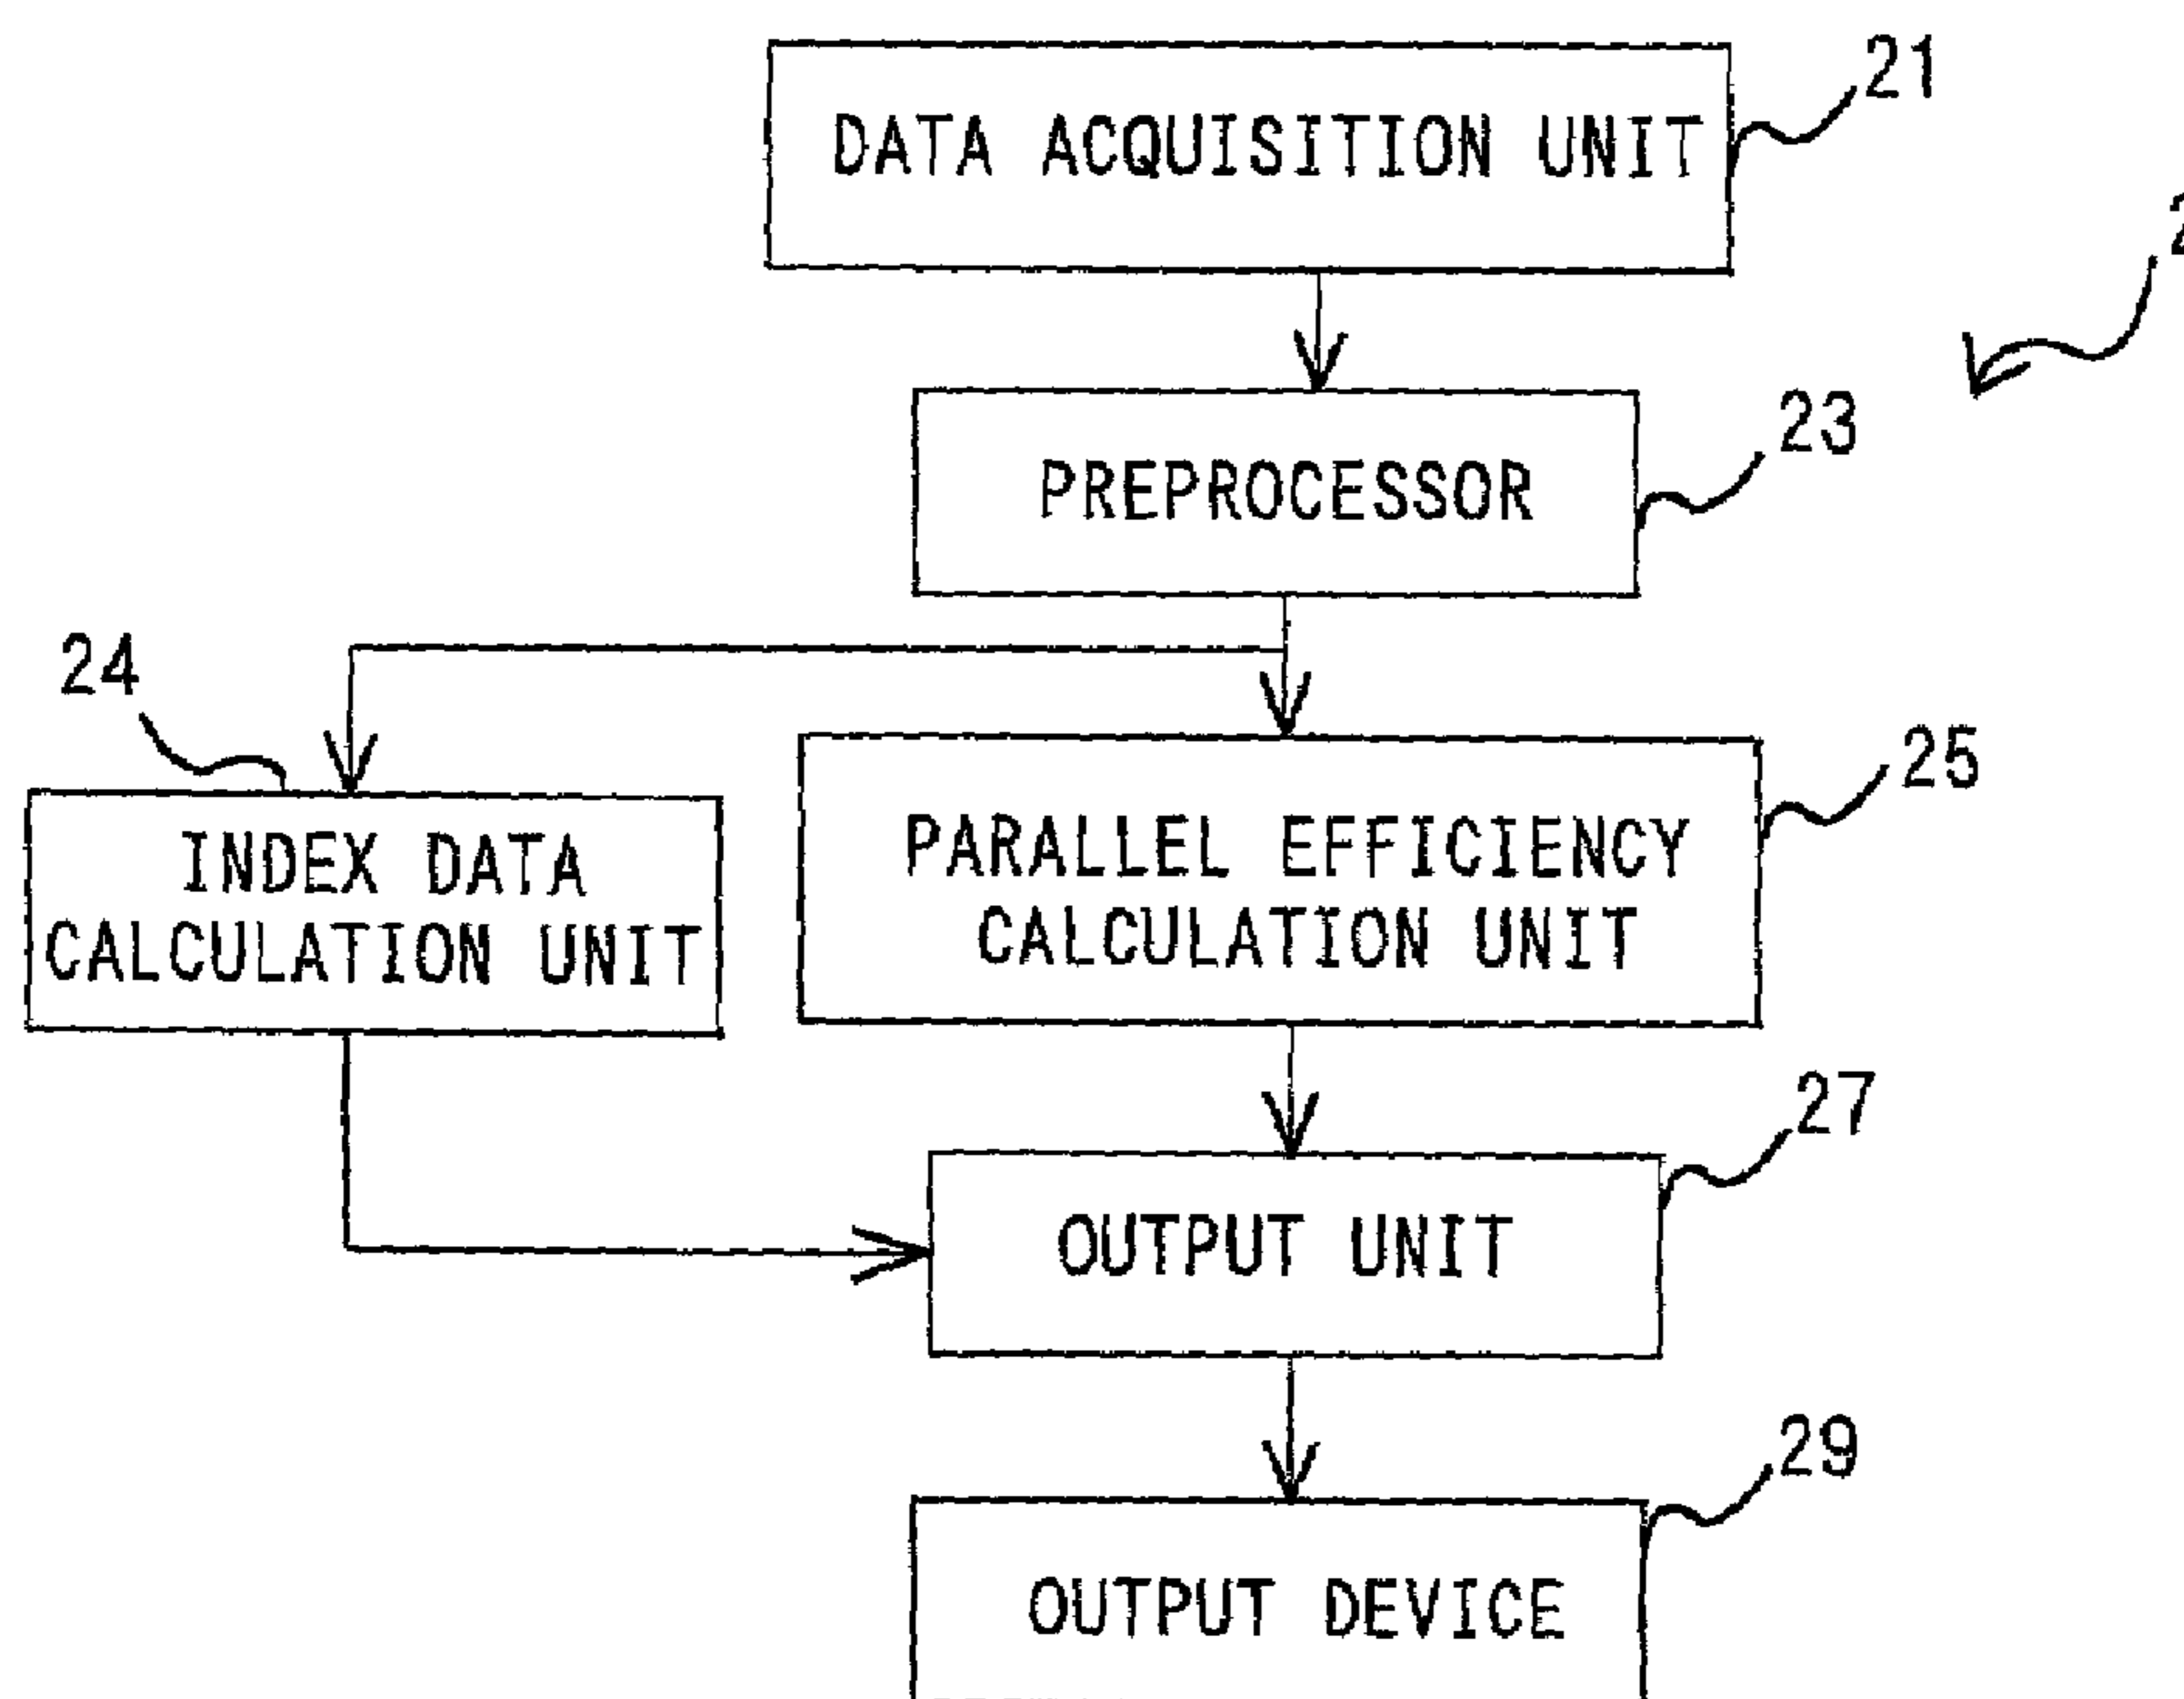 21
DATA ACQUISITION UNIT
23
PREPROCESSOR
24
INDEX DATA
CALCULATION UNIT
25
PARALLEL EFFICIENCY
CALCULATION UNIT
27
OUTPUT UNIT
29
OUTPUT DEVICE